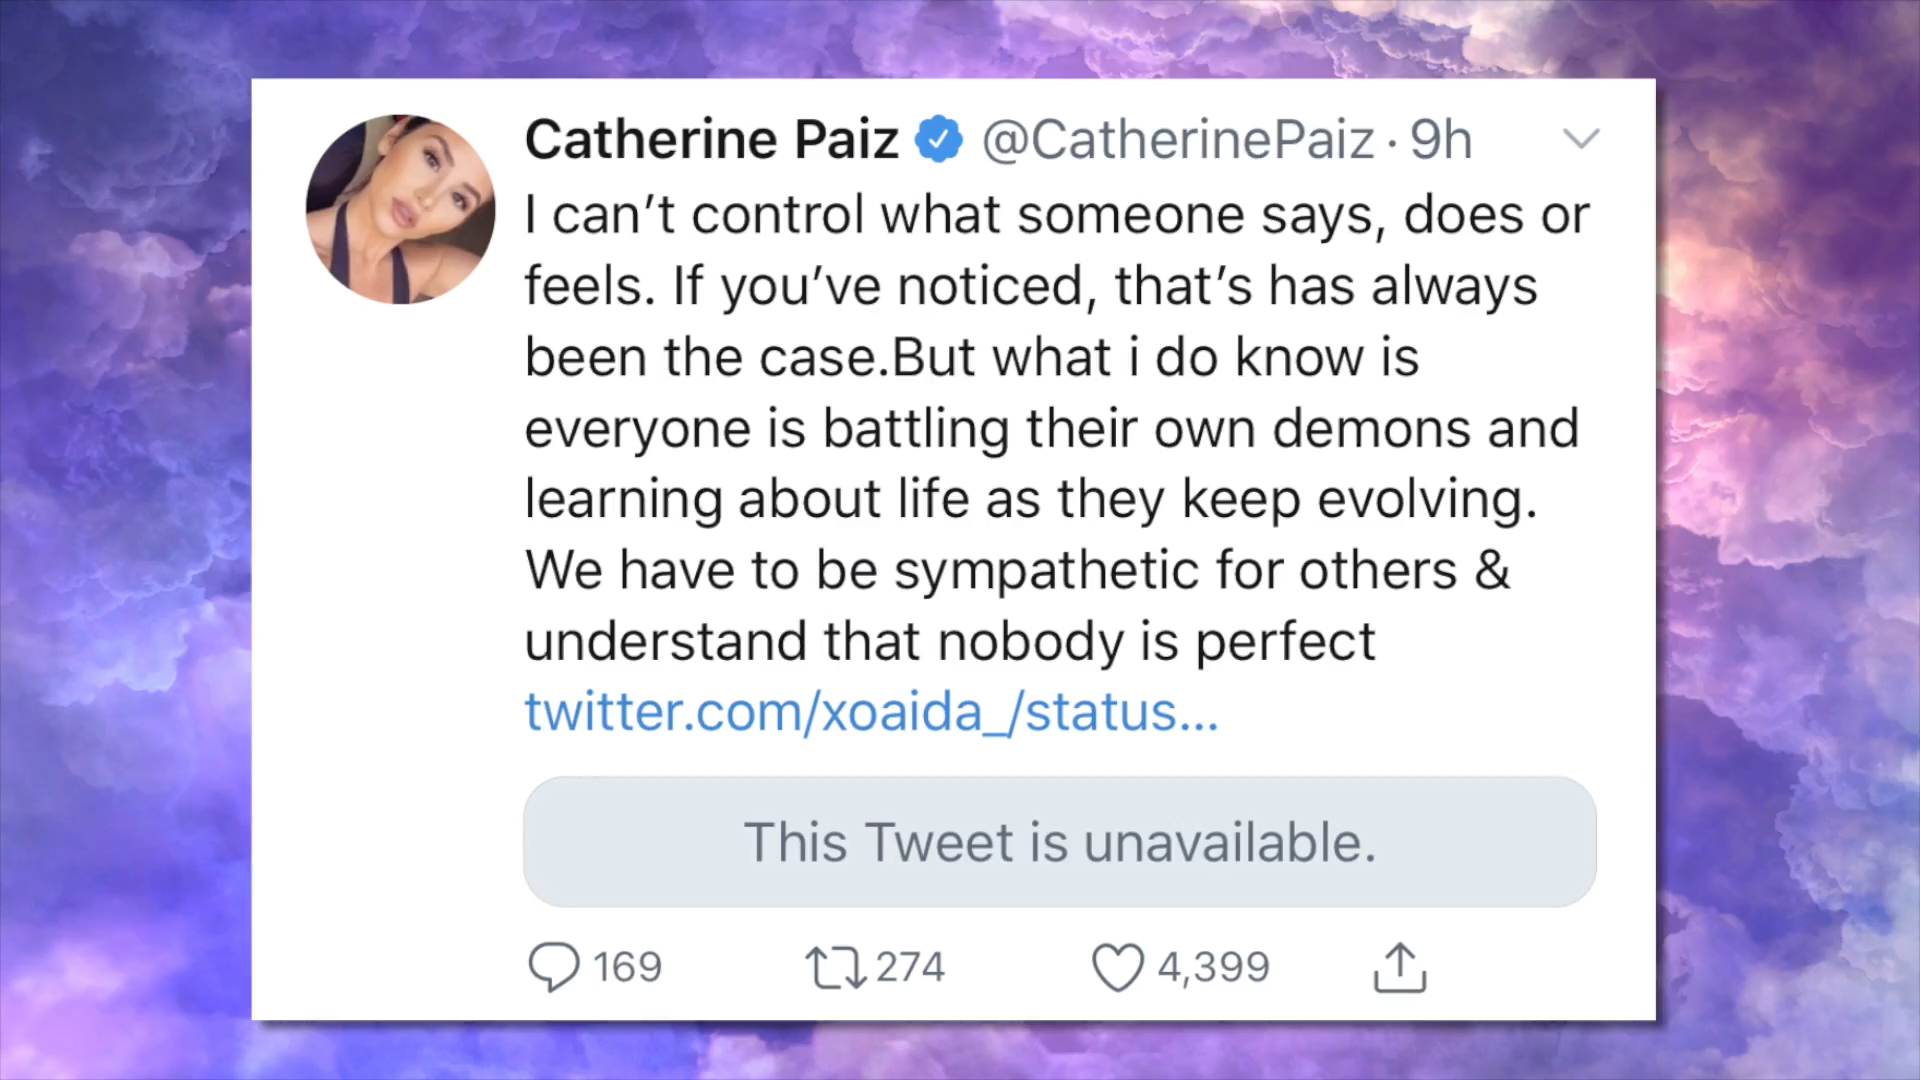 Catherine Paiz @CatherinePaiz · 9h
I can't control what someone says, does or
feels. If you've noticed, that's has always
been the case.But what i do know is
everyone is battling their own demons and
learning about life as they keep evolving.
We have to be sympathetic for others &
understand that nobody is perfect
twitter.com/xoaida_/status...
This Tweet is unavailable.
169 274 4,399